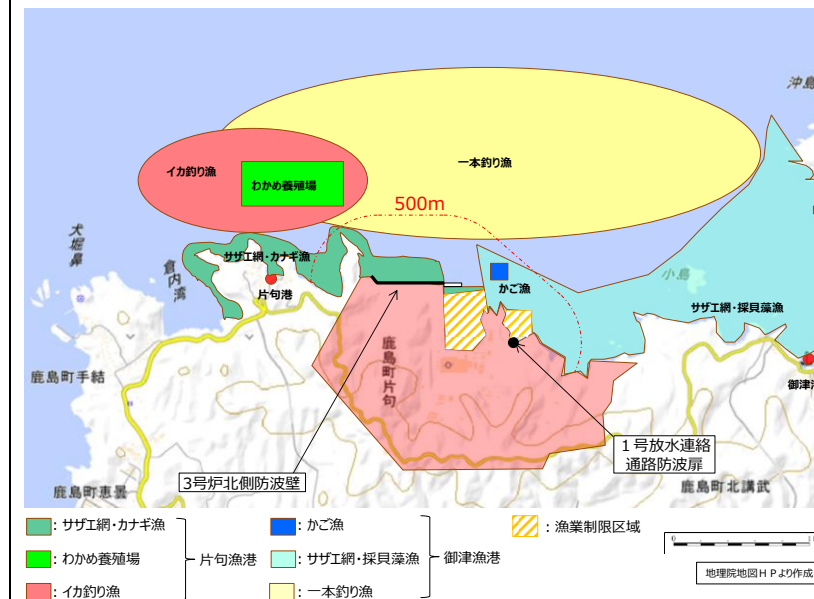 沖島
一本釣り漁
イカ釣り漁
わかめ養殖場
500m
犬堀鼻
倉内湾
サザエ網・カナギ漁
片句港
かご漁
小島
サザエ網・採貝藻漁
御津
鹿島町片句
鹿島町手結
1号放水連絡
通路防波扉
3号炉北側防波壁
鹿島町恵曇
鹿島町北講武
:サザエ網・カナギ漁
:わかめ養殖場
:イカ釣り漁
片句漁港
:かご漁
:サザエ網・採貝藻漁
:一本釣り漁
御津漁港
:漁業制限区域
0
地理院地図HPより作成